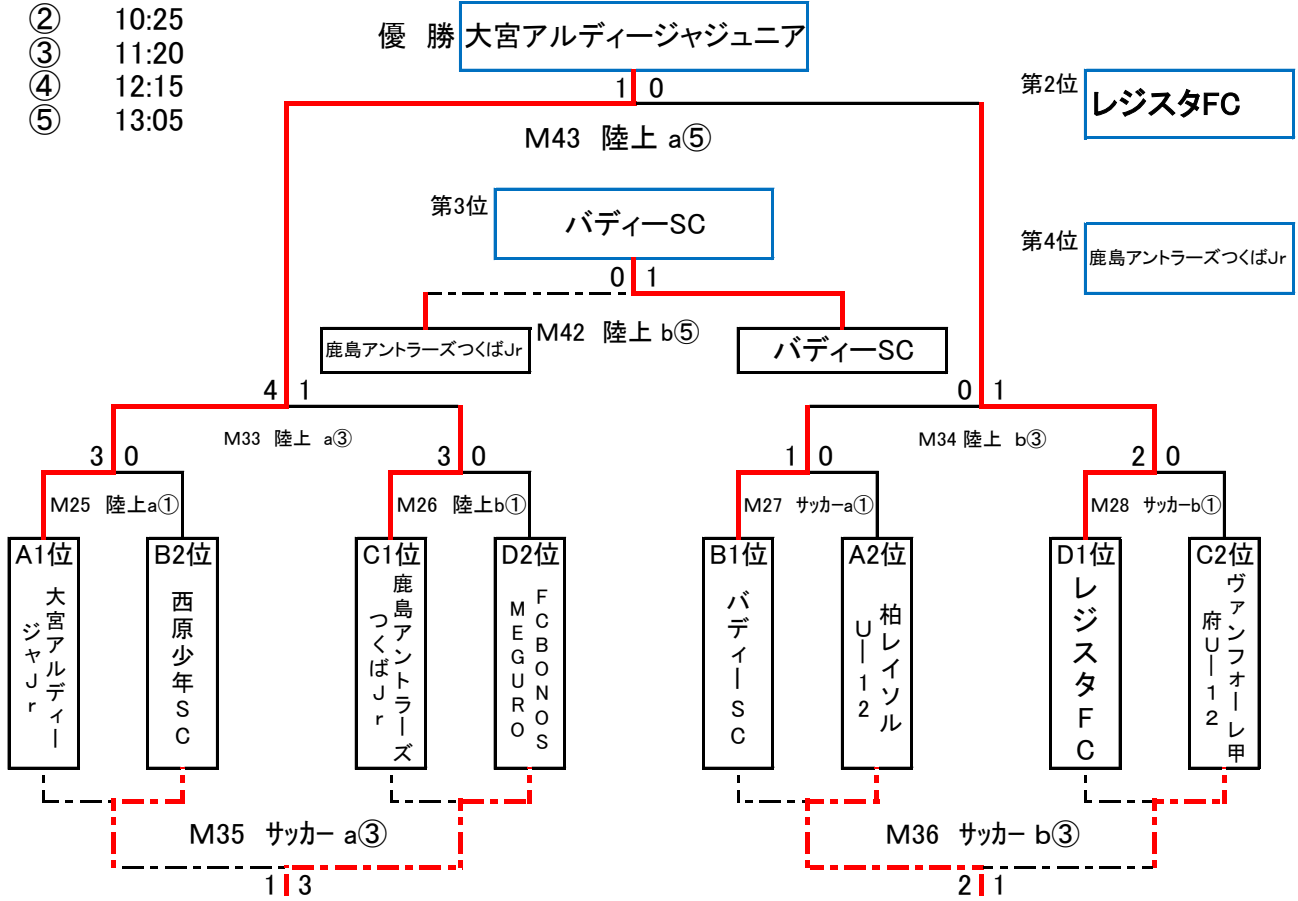 ② 10:25
③ 11:20
④ 12:15
⑤ 13:05
優 勝
大宮アルディージャジュニア
1 0
M43 陸上 a⑤
第2位
レジスタFC
第3位
バディーSC
第4位
鹿島アントラーズつくばJr
0 1
M42 陸上 b⑤
鹿島アントラーズつくばJr
バディーSC
4 1
M33 陸上 a③
0 1
M34 陸上 b③
3 0
M25 陸上a①
3 0
M26 陸上b①
1 0
M27 サッカーa①
2 0
M28 サッカーb①
A1位
大宮アルディー
ジャJr
B2位
西原少年SC
C1位
鹿島アントラーズ
つくばJr
D2位
FCBONOS
MEGURO
B1位
バディーSC
A2位
柏レイソル
U―12
D1位
レジスタFC
C2位
ヴァンフォーレ甲
府U―12
M35 サッカー a③
1 3
M36 サッカー b③
2 1